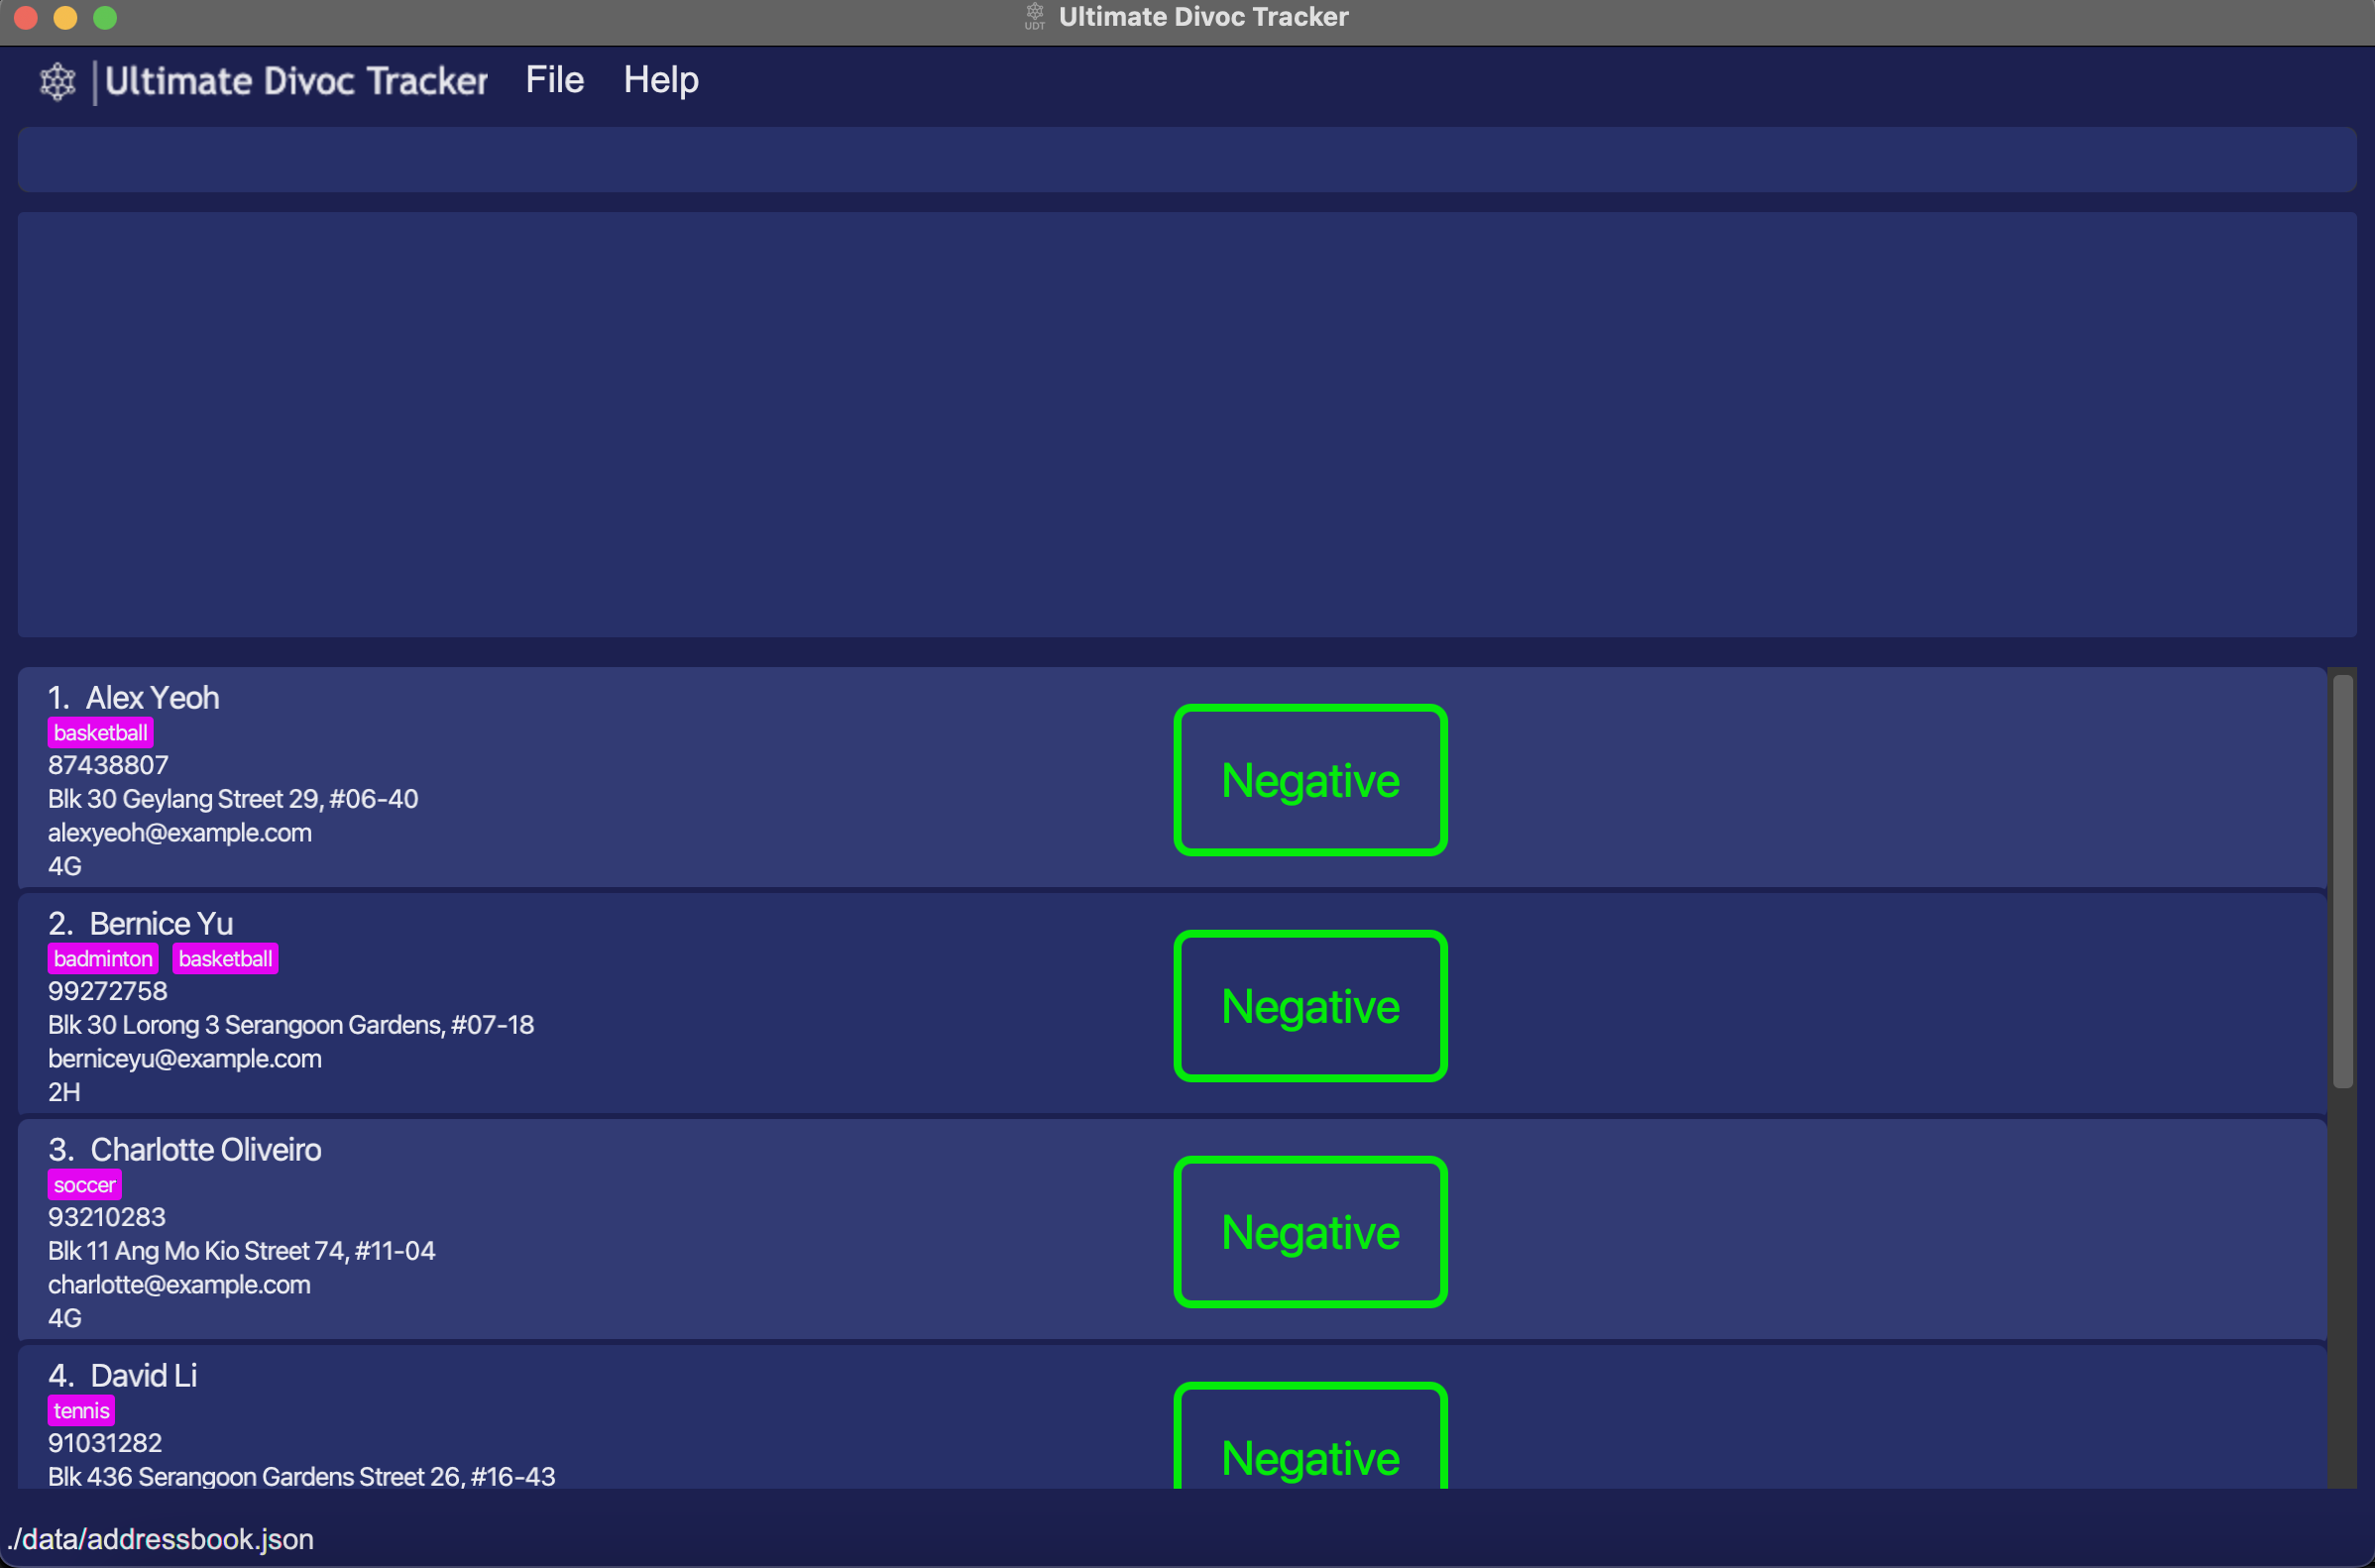 UDT Ultimate Divoc Tracker
Ultimate Divoc Tracker File Help
1. Alex Yeoh
basketball
87438807
Blk 30 Geylang Street 29, #06-40
alexyeoh@example.com
4G
Negative
2. Bernice Yu
badminton basketball
99272758
Blk 30 Lorong 3 Serangoon Gardens, #07-18
berniceyu@example.com
2H
Negative
3. Charlotte Oliveiro
soccer
93210283
Blk 11 Ang Mo Kio Street 74, #11-04
charlotte@example.com
4G
Negative
4. David Li
tennis
91031282
Blk 436 Serangoon Gardens Street 26, #16-43
Negative
./data/addressbook.json